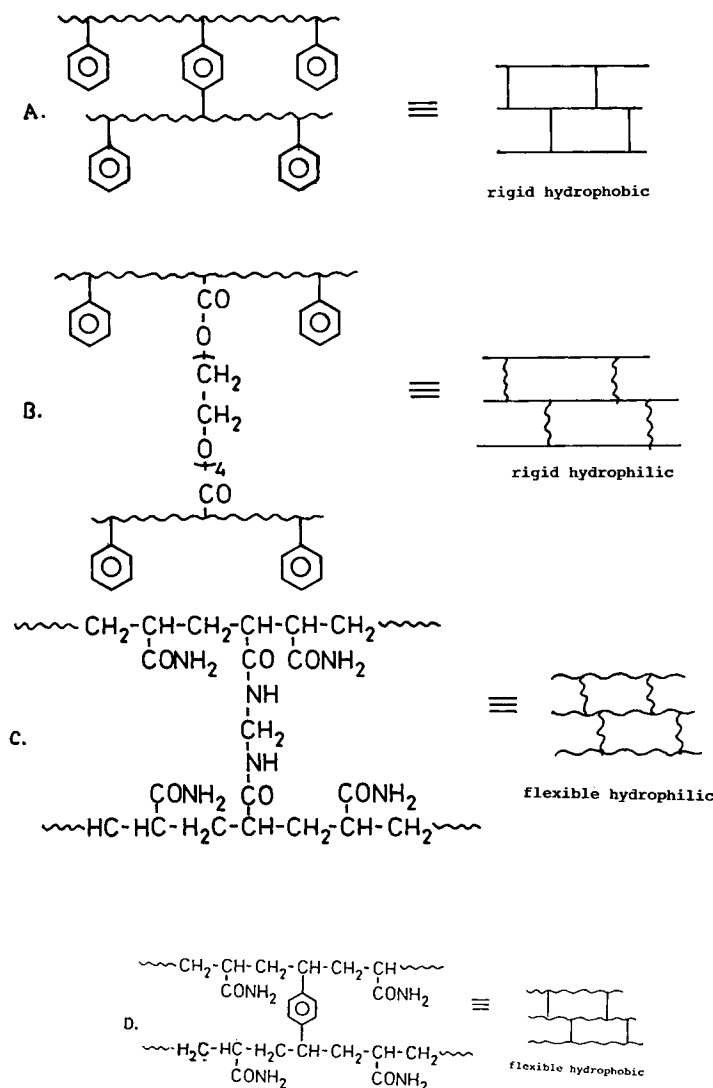 A.
≡
rigid hydrophobic
CO
O
CH₂
CH₂
O
4
CO
B.
≡
rigid hydrophilic
CH₂-CH-CH₂-CH-CH-CH₂
CONH₂ CO CONH₂
NH
CH₂
NH
CONH₂ CO CONH₂
HC-HC-H₂C-CH-CH₂-CH-CH₂
C.
≡
flexible hydrophilic
CH₂-CH-CH₂-CH-CH₂-CH
CONH₂ CONH₂
D.
H₂C-HC-H₂C-CH-CH₂-CH-CH₂
CONH₂ CONH₂
≡
flexible hydrophobic